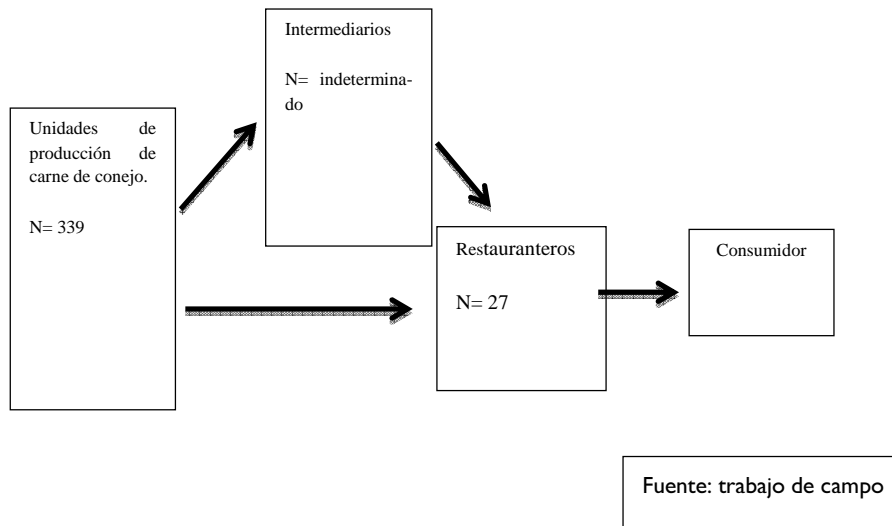 Unidades de
producción de
carne de conejo.
N= 339
Intermediarios
N= indetermina-
do
Restauranteros
N= 27
Consumidor
Fuente: trabajo de campo